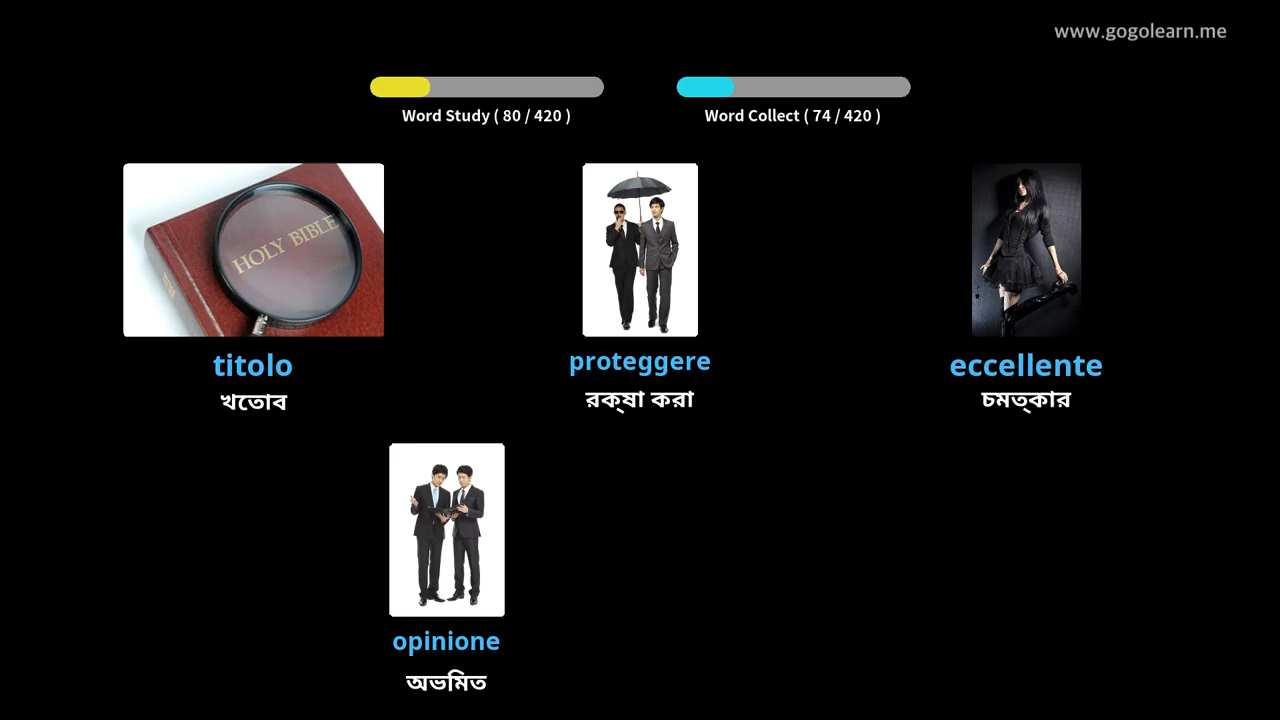 www.gogolearn.me
Word Study ( 80 / 420 )
Word Collect ( 74 / 420 )
HOLY BIBLE
titolo
proteggere
eccellente
খতোব
রক্ষা করা
চমত্কার
opinione
অভমিত